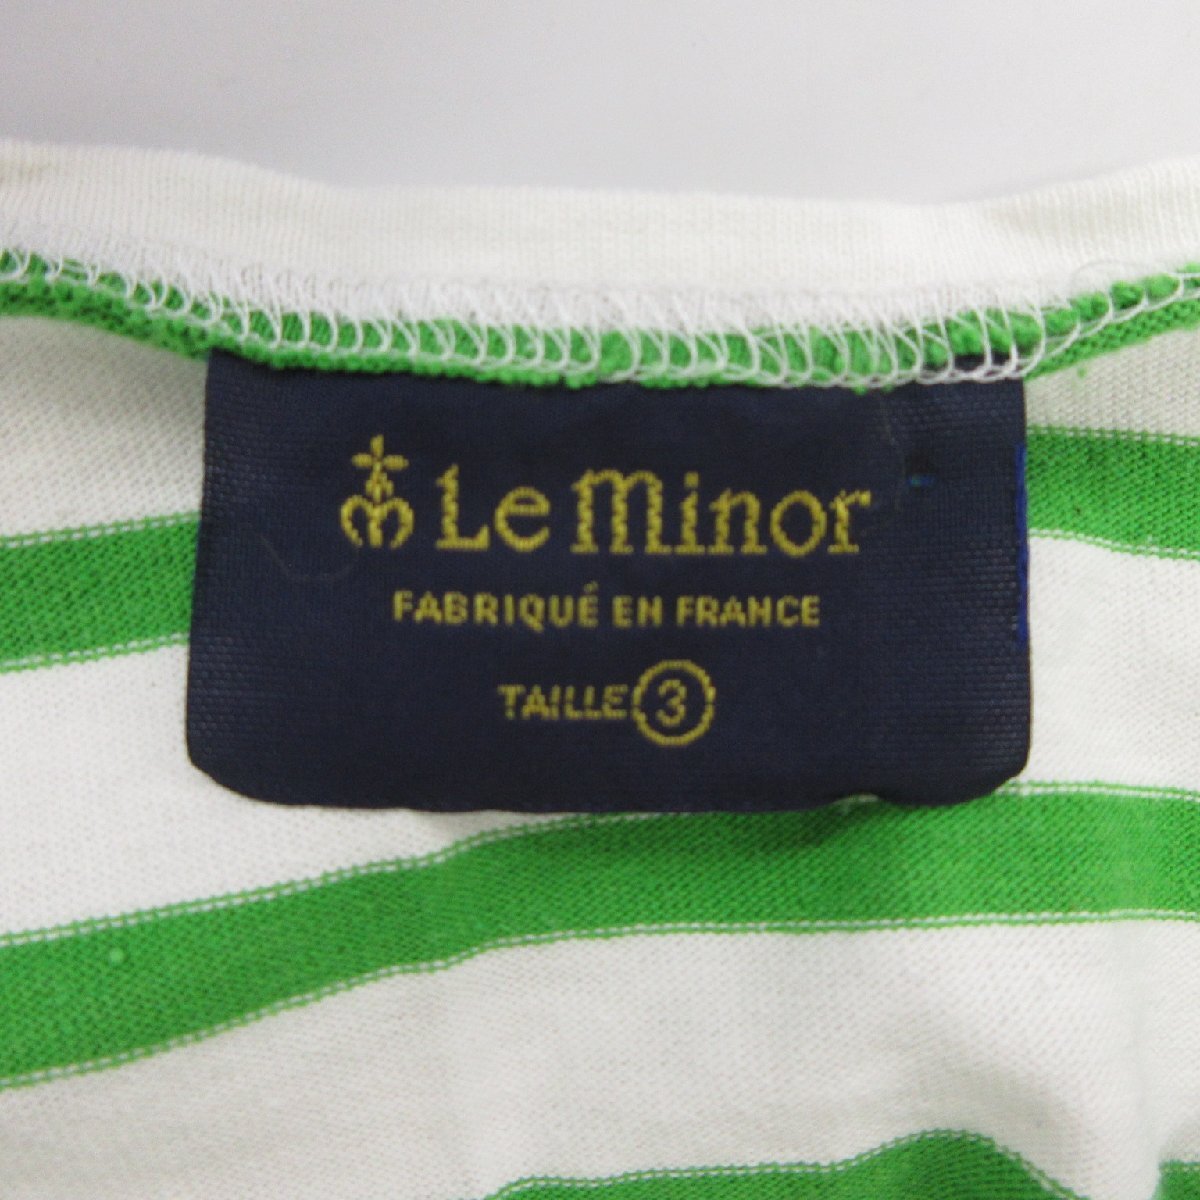 Le minor
FABRIQUÉ EN FRANCE
TAILLE 3